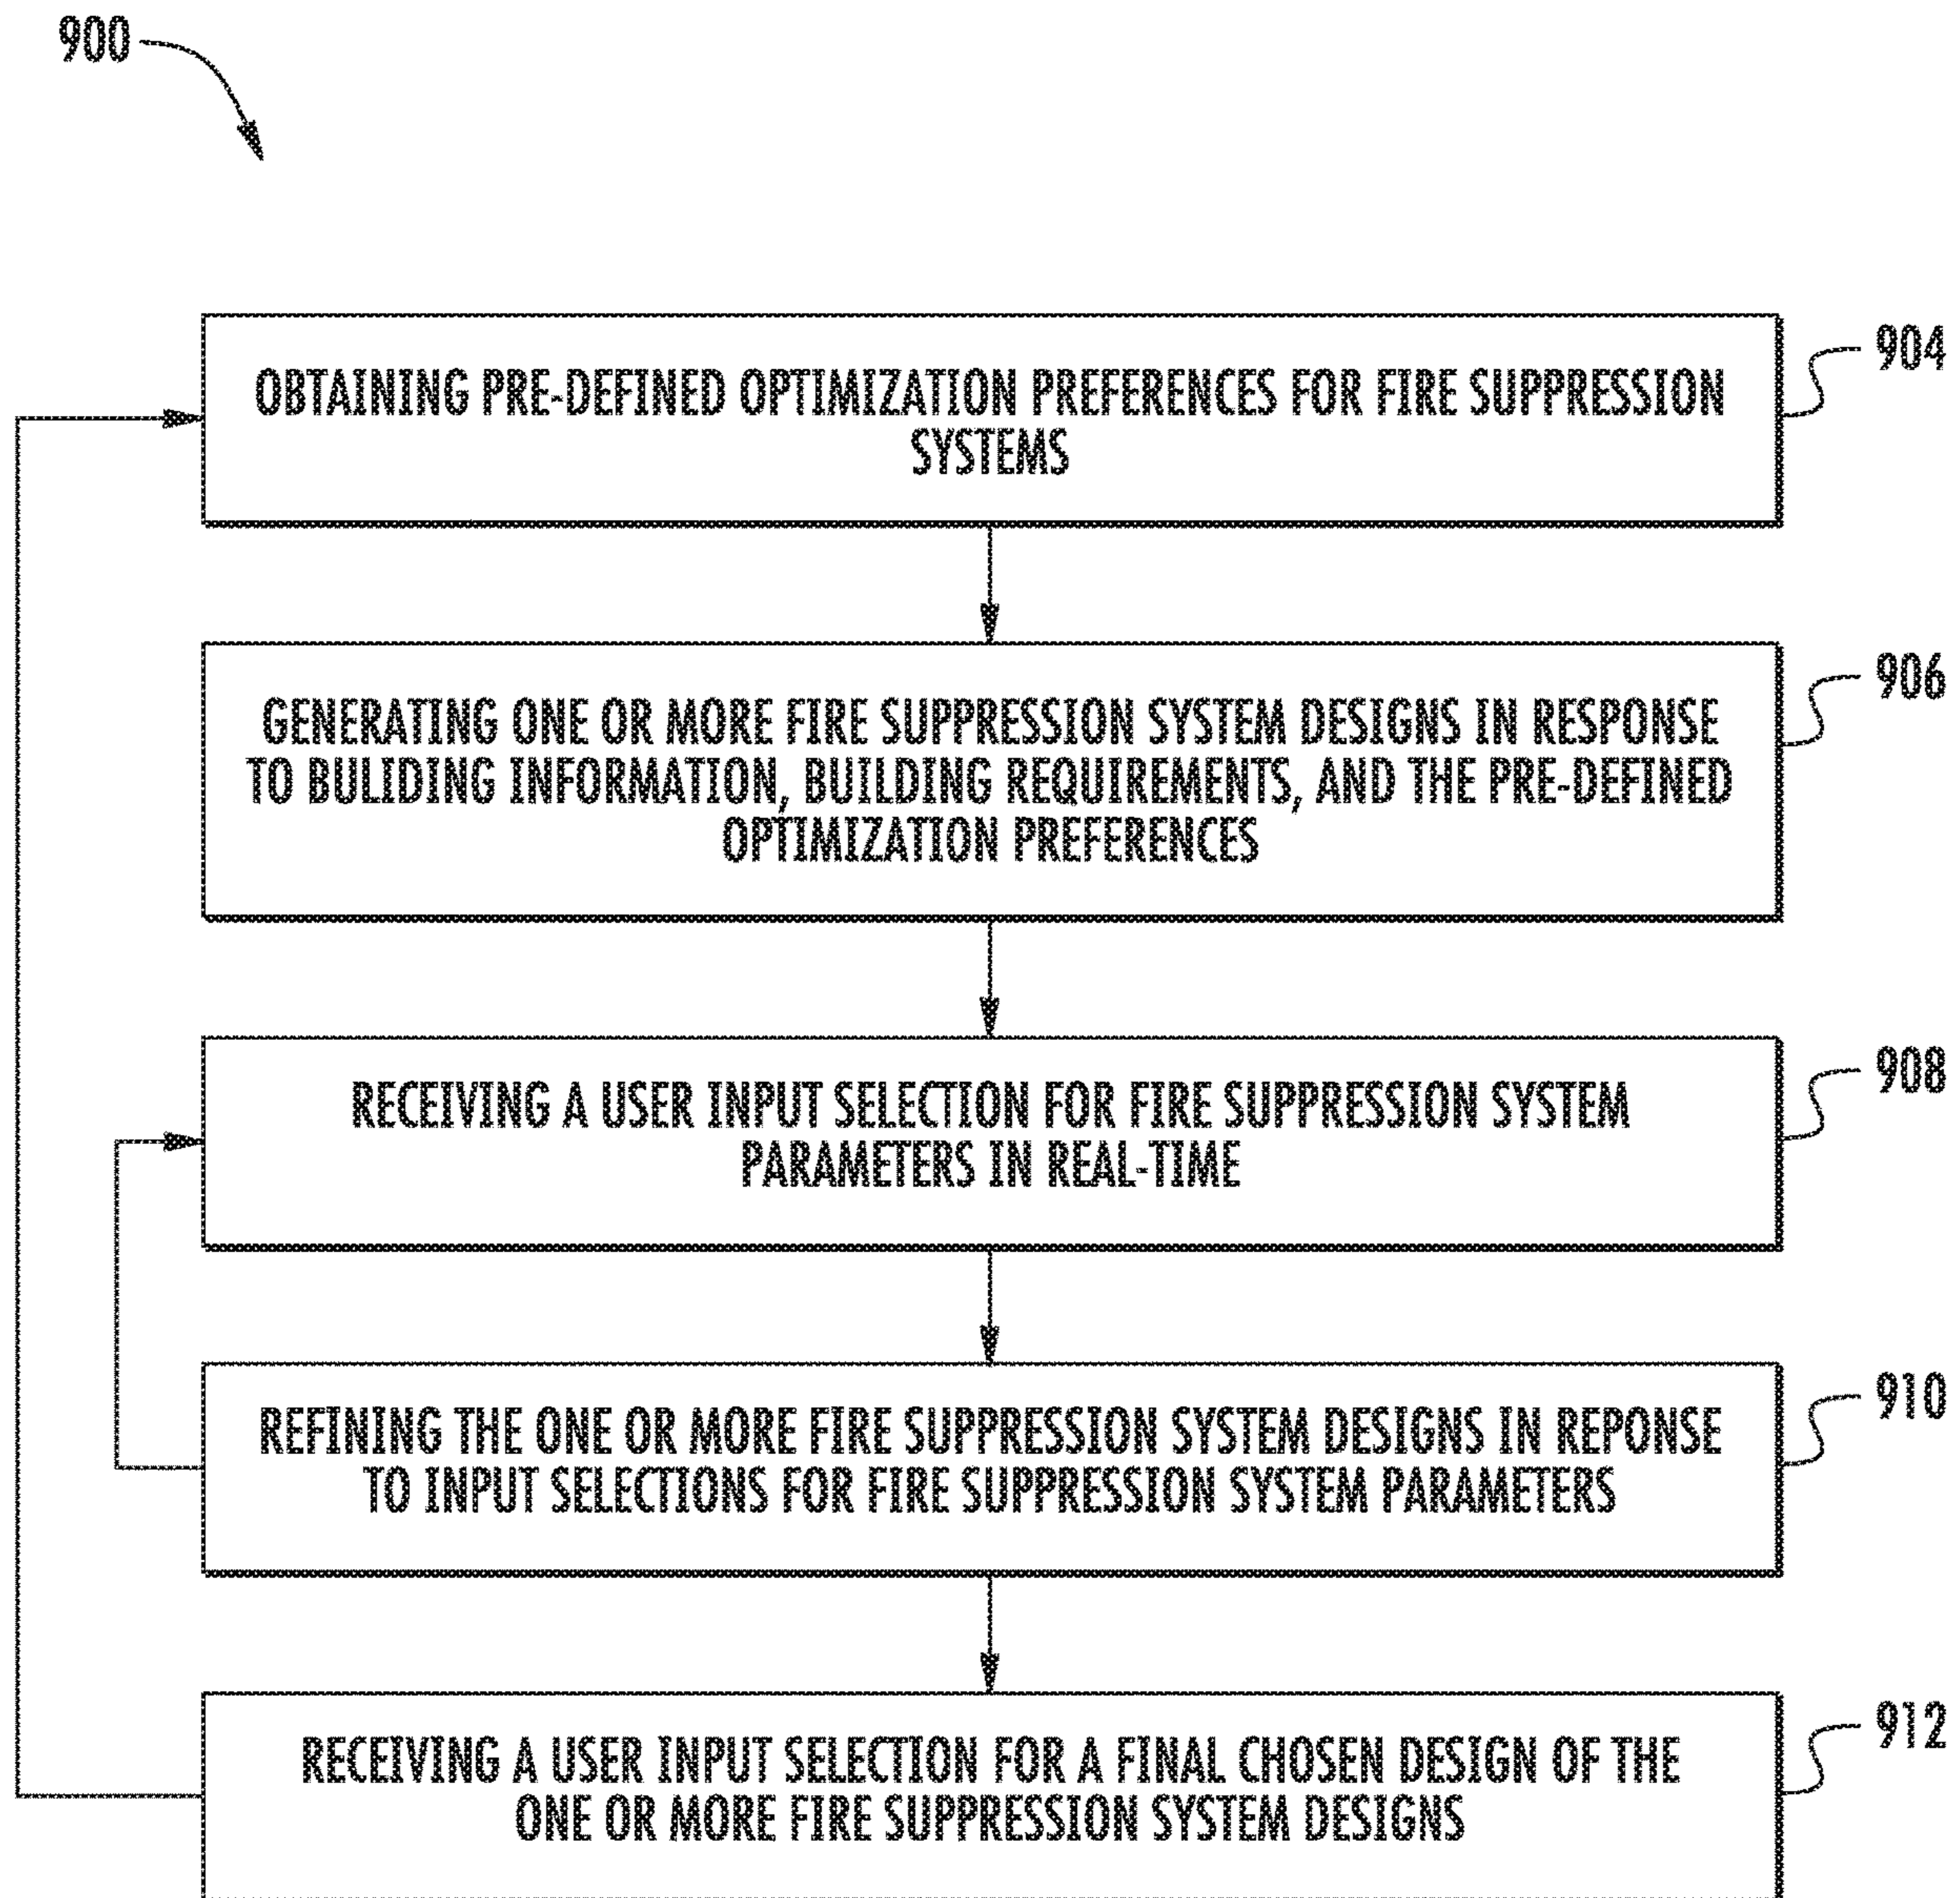 900
OBTAINING PRE-DEFINED OPTIMIZATION PREFERENCES FOR FIRE SUPPRESSION
SYSTEMS
904
GENERATING ONE OR MORE FIRE SUPPRESSION SYSTEM DESIGNS IN RESPONSE
TO BULIDING INFORMATION, BUILDING REQUIREMENTS, AND THE PRE-DEFINED
OPTIMIZATION PREFERENCES
906
RECEIVING A USER INPUT SELECTION FOR FIRE SUPPRESSION SYSTEM
PARAMETERS IN REAL-TIME
908
REFINING THE ONE OR MORE FIRE SUPPRESSION SYSTEM DESIGNS IN REPONSE
TO INPUT SELECTIONS FOR FIRE SUPPRESSION SYSTEM PARAMETERS
910
RECEIVING A USER INPUT SELECTION FOR A FINAL CHOSEN DESIGN OF THE
ONE OR MORE FIRE SUPPRESSION SYSTEM DESIGNS
912